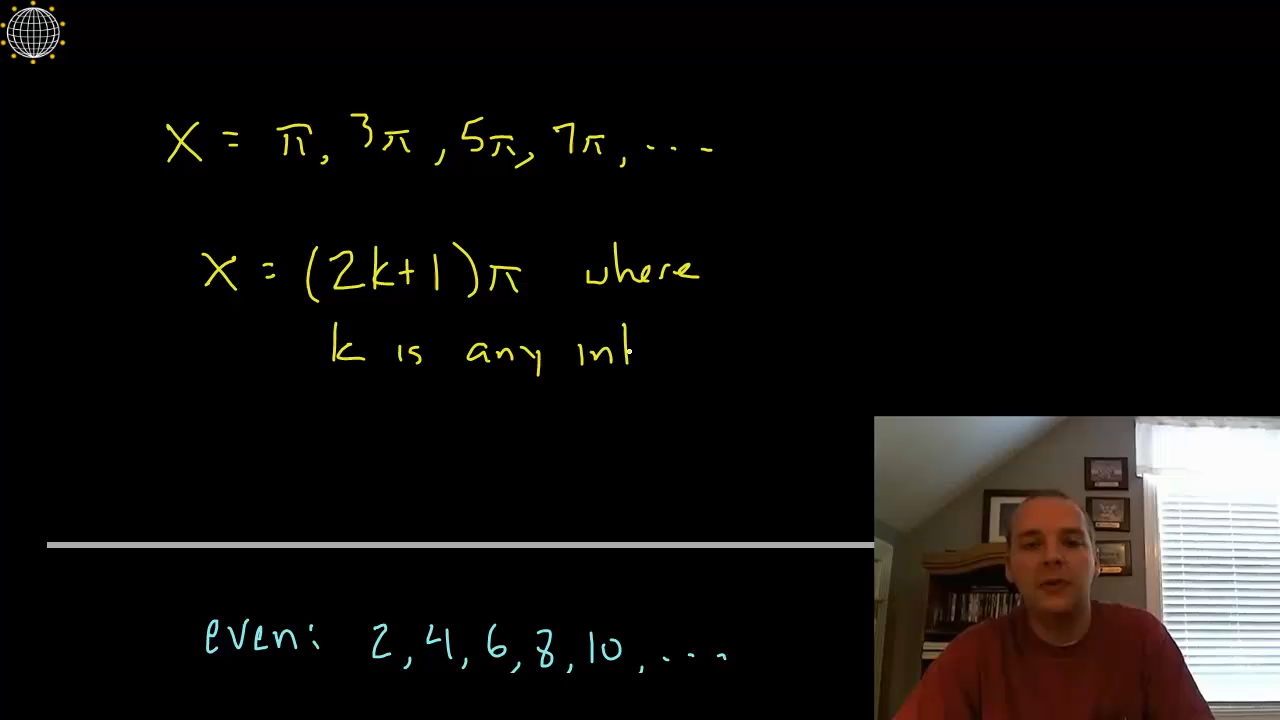 X = π, 3π, 5π, 7π, ...
X = (2k+1)π where
k is any int
even: 2, 4, 6, 8, 10, ...